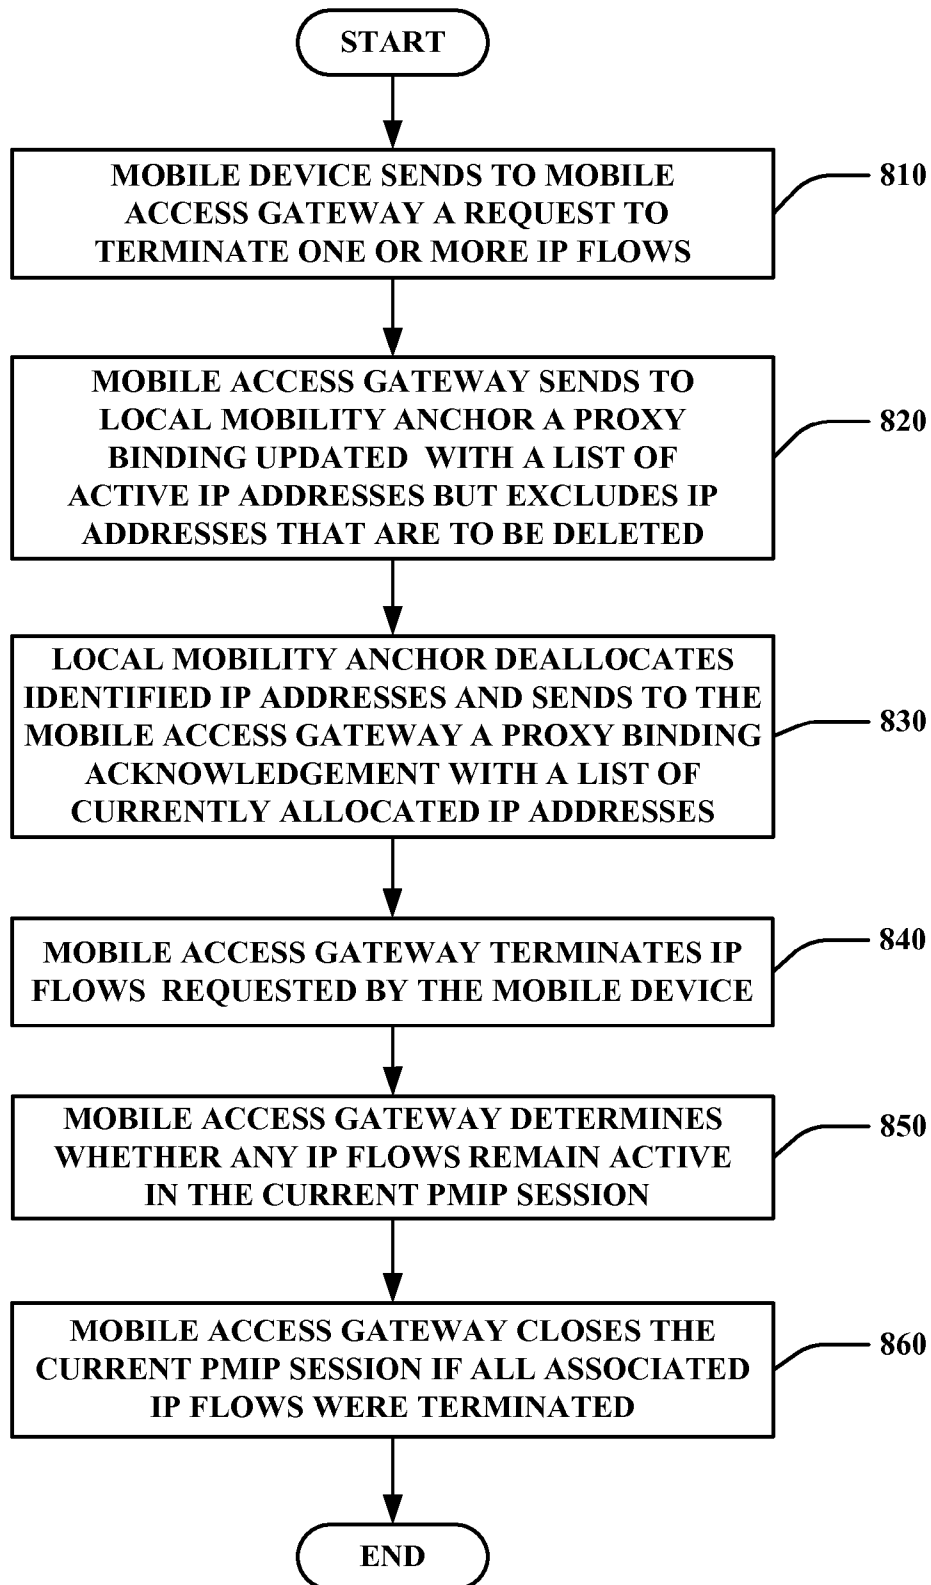 START
MOBILE DEVICE SENDS TO MOBILE
ACCESS GATEWAY A REQUEST TO
TERMINATE ONE OR MORE IP FLOWS
810
MOBILE ACCESS GATEWAY SENDS TO
LOCAL MOBILITY ANCHOR A PROXY
BINDING UPDATED WITH A LIST OF
ACTIVE IP ADDRESSES BUT EXCLUDES IP
ADDRESSES THAT ARE TO BE DELETED
820
LOCAL MOBILITY ANCHOR DEALLOCATES
IDENTIFIED IP ADDRESSES AND SENDS TO THE
MOBILE ACCESS GATEWAY A PROXY BINDING
ACKNOWLEDGEMENT WITH A LIST OF
CURRENTLY ALLOCATED IP ADDRESSES
830
MOBILE ACCESS GATEWAY TERMINATES IP
FLOWS REQUESTED BY THE MOBILE DEVICE
840
MOBILE ACCESS GATEWAY DETERMINES
WHETHER ANY IP FLOWS REMAIN ACTIVE
IN THE CURRENT PMIP SESSION
850
MOBILE ACCESS GATEWAY CLOSES THE
CURRENT PMIP SESSION IF ALL ASSOCIATED
IP FLOWS WERE TERMINATED
860
END